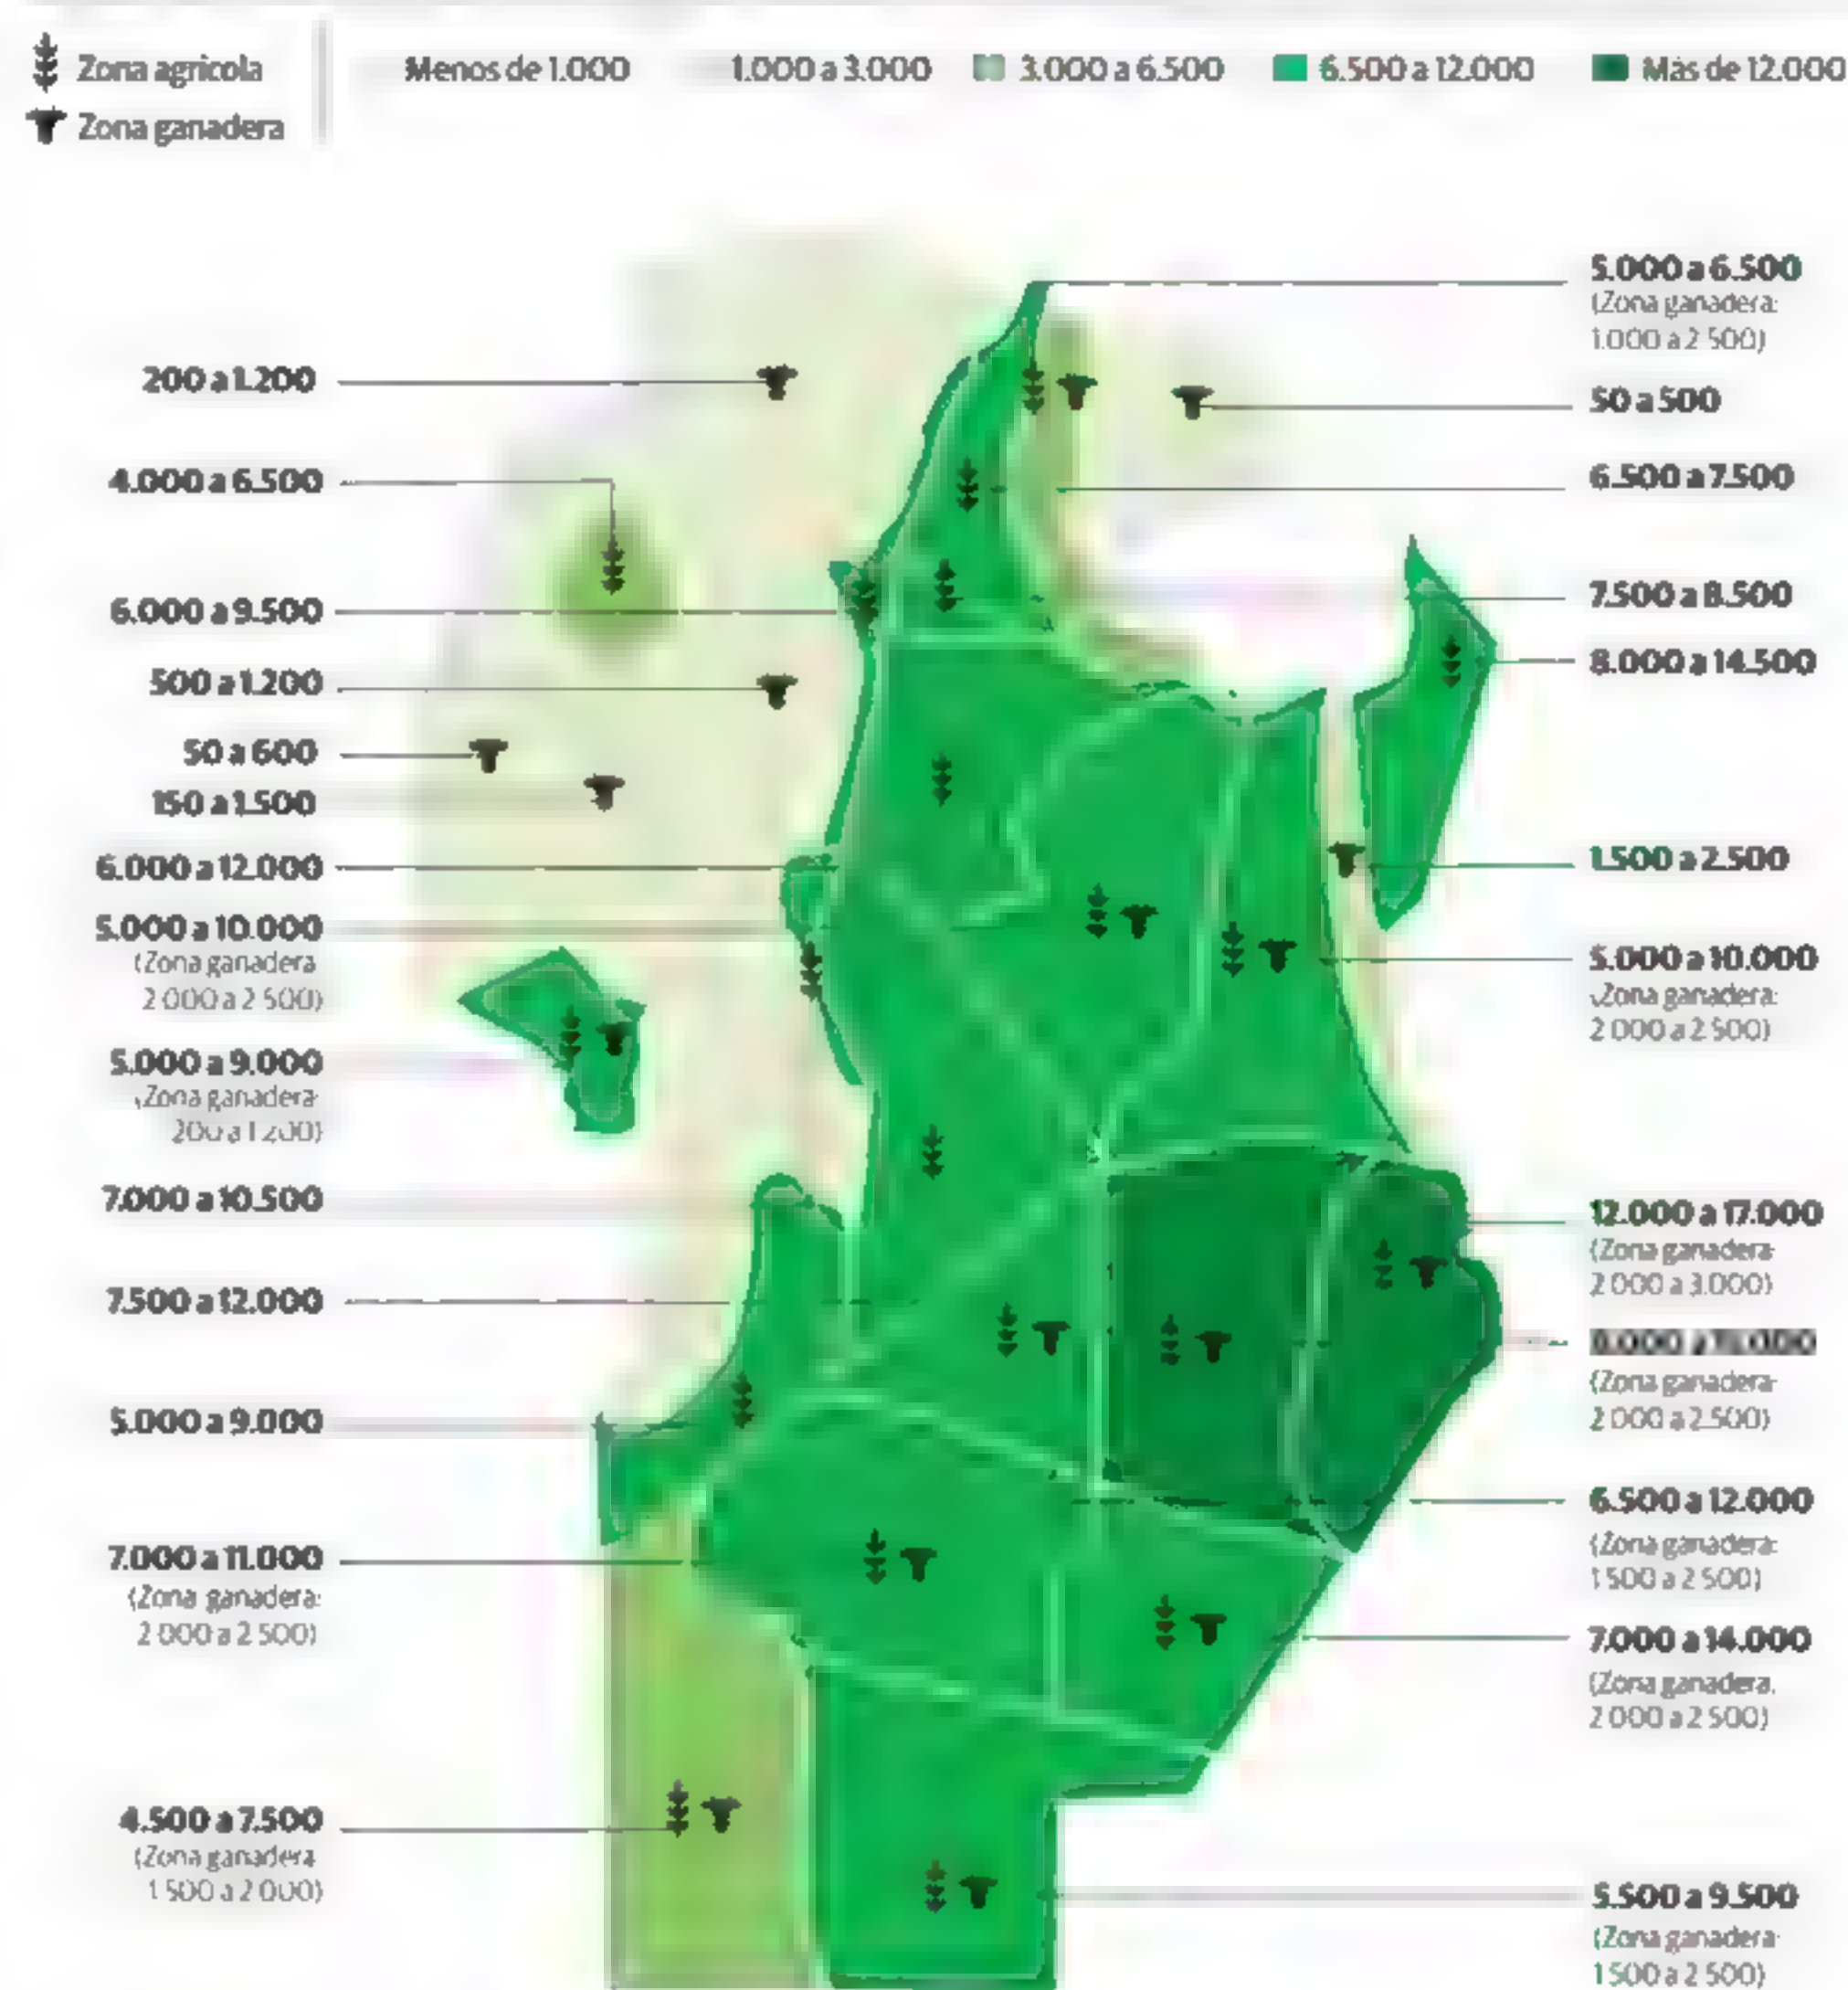 Zona agrícola
Zona ganadera
Menos de 1.000
1.000 a 3.000
3.000 a 6.500
6.500 a 12.000
Más de 12.000
200 a 1.200
4.000 a 6.500
6.000 a 9.500
500 a 1.200
50 a 600
150 a 1.500
6.000 a 12.000
5.000 a 10.000
(Zona ganadera
2 000 a 2 500)
5.000 a 9.000
(Zona ganadera
200 a 1 200)
7.000 a 10.500
7.500 a 12.000
5.000 a 9.000
7.000 a 11.000
(Zona ganadera:
2 000 a 2 500)
4.500 a 7.500
(Zona ganadera
1 500 a 2 000)
5.000 a 6.500
(Zona ganadera:
1.000 a 2 500)
50 a 500
6.500 a 7.500
7.500 a 8.500
8.000 a 14.500
1.500 a 2.500
5.000 a 10.000
(Zona ganadera:
2 000 a 2 500)
12.000 a 17.000
(Zona ganadera
2 000 a 3.000)
(Zona ganadera
2 000 a 2.500)
6.500 a 12.000
(Zona ganadera:
1 500 a 2 500)
7.000 a 14.000
(Zona ganadera.
2 000 a 2 500)
5.500 a 9.500
(Zona ganadera
1 500 a 2 500)